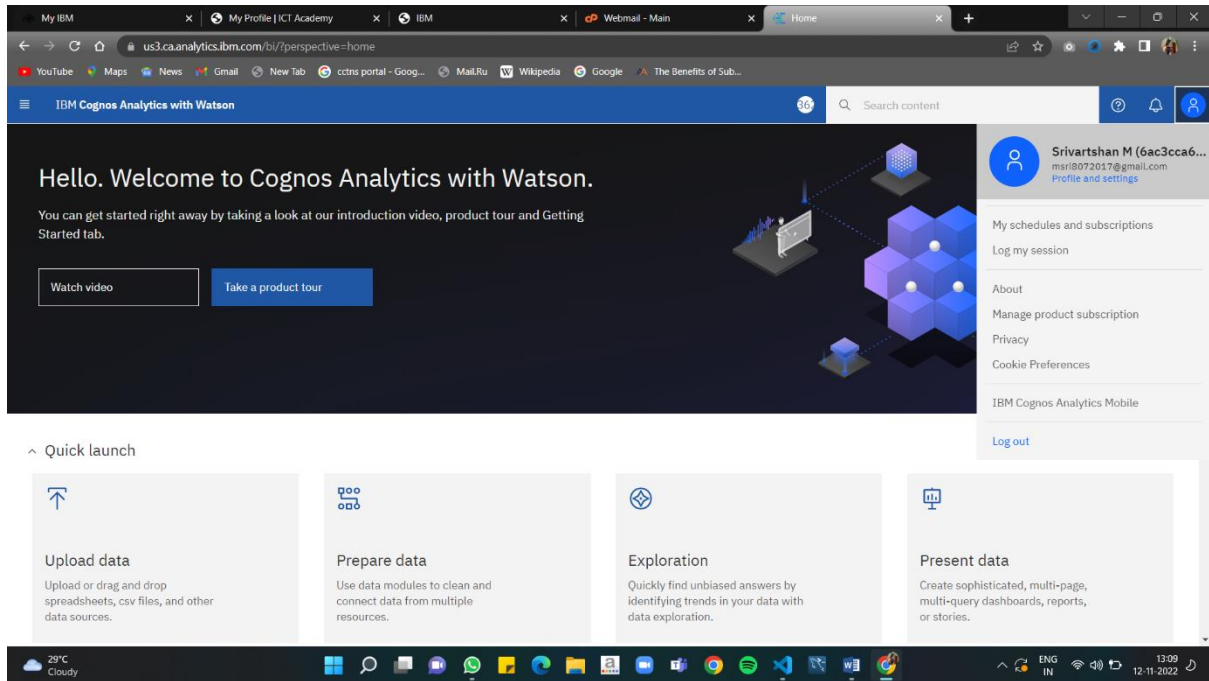 My IBM
My Profile | ICT Academy
IBM
Webmail - Main
Home
us3.ca.analytics.ibm.com/bi/?perspective=home
YouTube Maps News Gmail New Tab cctns portal - Goog... Mail.Ru Wikipedia Google The Benefits of Sub...
IBM Cognos Analytics with Watson
Search content
Hello. Welcome to Cognos Analytics with Watson.
You can get started right away by taking a look at our introduction video, product tour and Getting
Started tab.
Watch video
Take a product tour
Srivartshan M (6ac3cca6...
msri8072017@gmail.com
Profile and settings
My schedules and subscriptions
Log my session
About
Manage product subscription
Privacy
Cookie Preferences
IBM Cognos Analytics Mobile
Log out
Quick launch
Upload data
Upload or drag and drop
spreadsheets, csv files, and other
data sources.
Prepare data
Use data modules to clean and
connect data from multiple
resources.
Exploration
Quickly find unbiased answers by
identifying trends in your data with
data exploration.
Present data
Create sophisticated, multi-page,
multi-query dashboards, reports,
or stories.
29°C
Cloudy
ENG
IN
13:09
12-11-2022